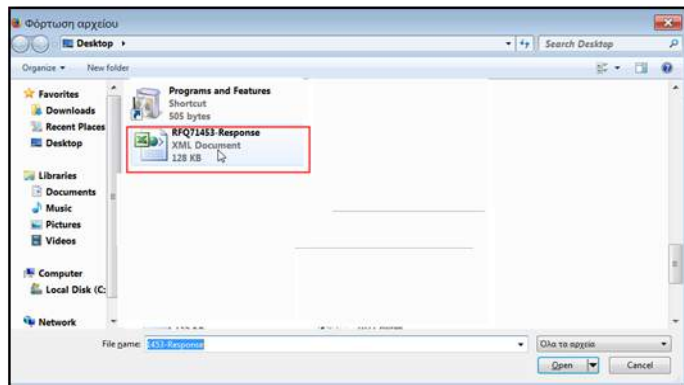 Φόρτωση αρχείου
Desktop
Search Desktop
Organize
New folder
Favorites
Downloads
Recent Places
Desktop
Libraries
Documents
Music
Pictures
Videos
Computer
Local Disk (C:
Network
Programs and Features
Shortcut
505 bytes
RFQ71453-Response
XML Document
128 KB
File name:
1453-Response
Όλα τα αρχεία
Open
Cancel